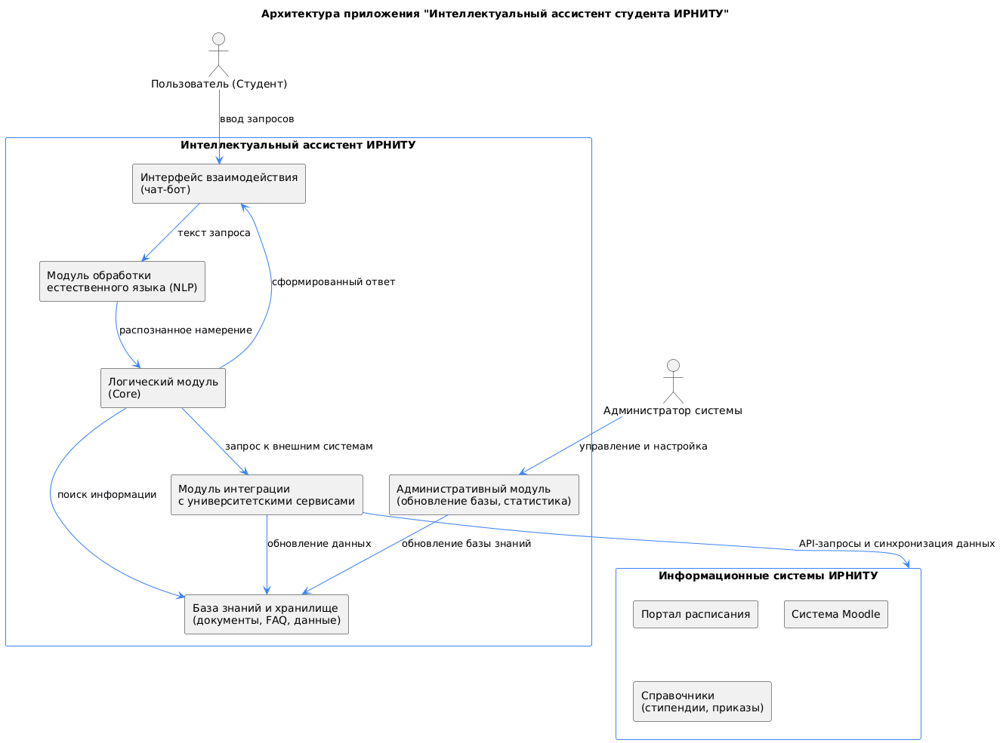 Архитектура приложения "Интеллектуальный ассистент студента ИРНИТУ"
Пользователь (Студент)
ввод запросов
Интеллектуальный ассистент ИРНИТУ
Интерфейс взаимодействия
(чат-бот)
текст запроса
Модуль обработки
естественного языка (NLP)
сформированный ответ
распознанное намерение
Логический модуль
(Core)
Администратор системы
запрос к внешним системам
управление и настройка
Модуль интеграции
с университетскими сервисами
Административный модуль
(обновление базы, статистика)
поиск информации
обновление данных
обновление базы знаний
API-запросы и синхронизация данных
База знаний и хранилище
(документы, FAQ, данные)
Информационные системы ИРНИТУ
Портал расписания
Система Moodle
Справочники
(стипендии, приказы)